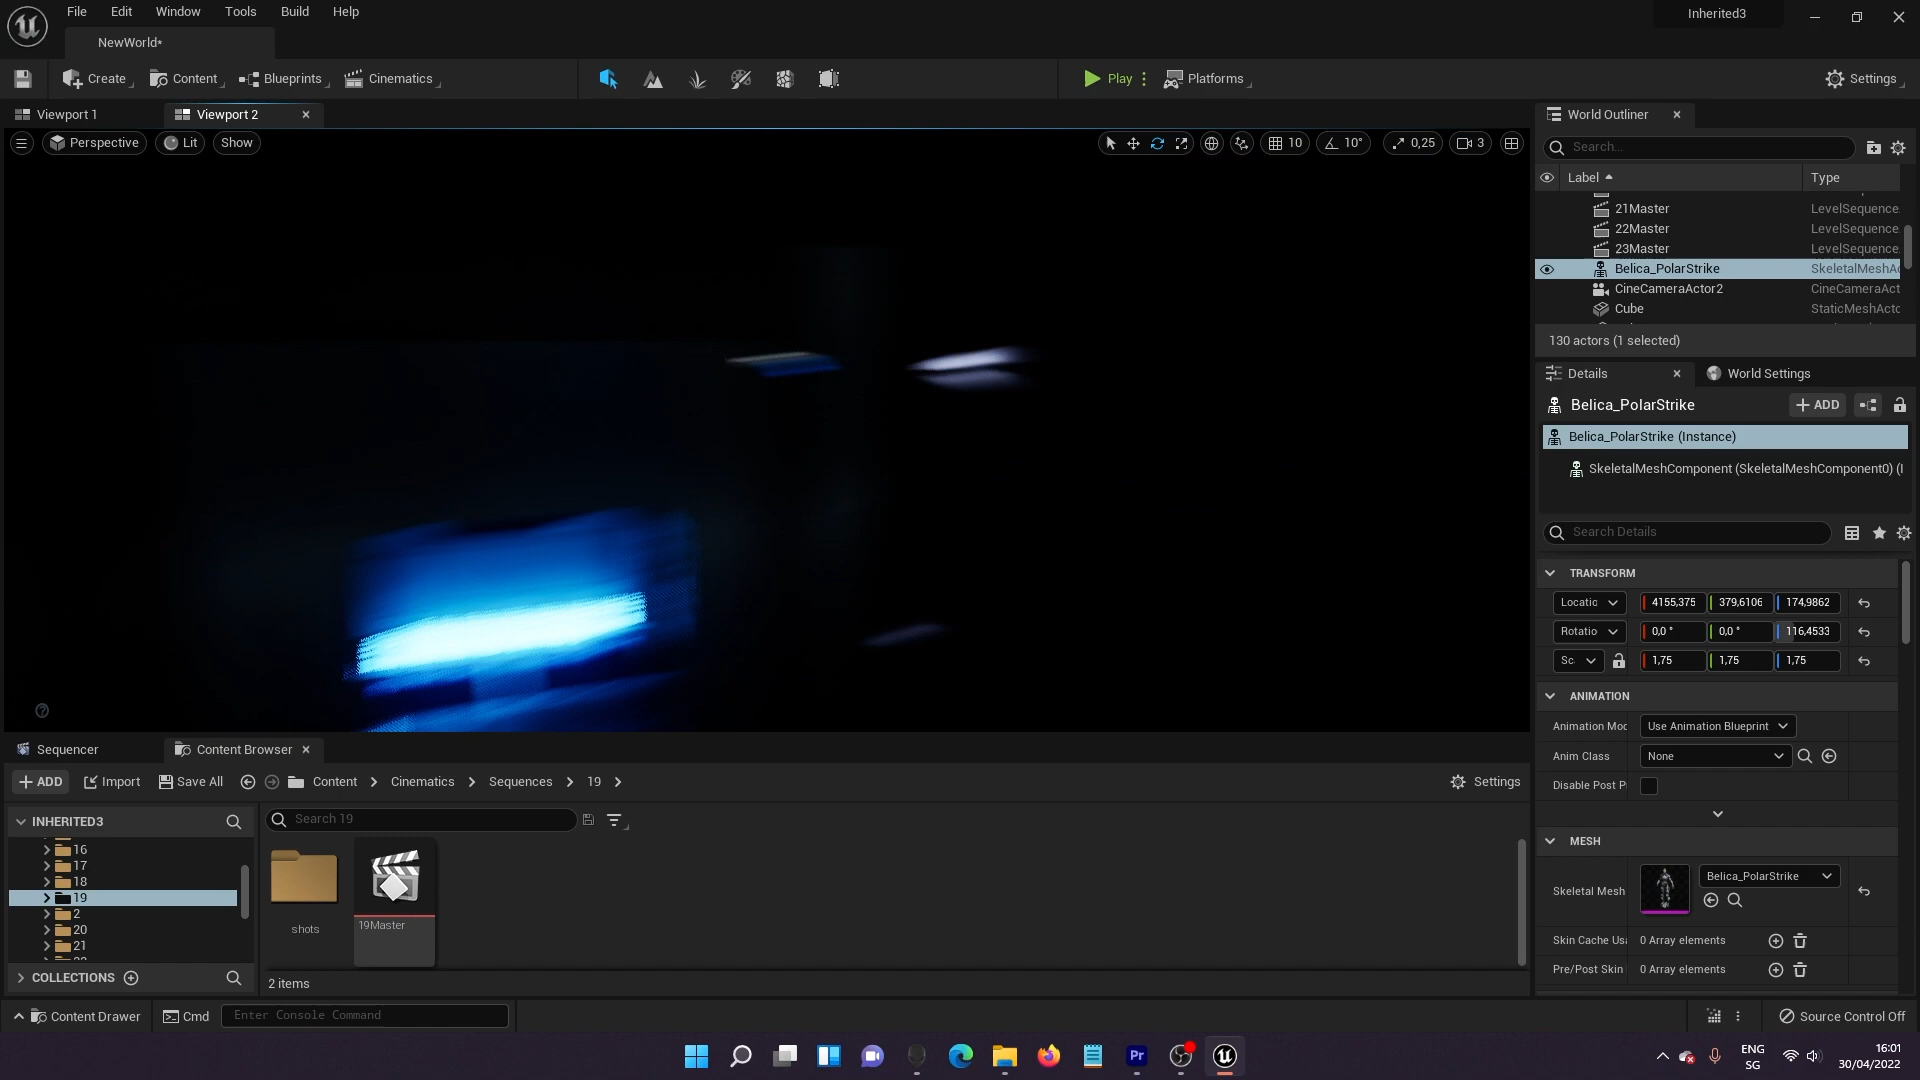 File Edit Window Tools Build Help
Inherited3
NewWorld*
Create Content Blueprints Cinematics
Play Platforms
Settings
Viewport 1 Viewport 2
World Outliner
Perspective Lit Show
10 10° 0,25 3
Search...
Label Type
21Master LevelSequence
22Master LevelSequence
23Master LevelSequence
Belica_PolarStrike SkeletalMeshAc
CineCameraActor2 CineCameraAct
Cube StaticMeshActo
130 actors (1 selected)
Details World Settings
Belica_PolarStrike ADD
Belica_PolarStrike (Instance)
SkeletalMeshComponent (SkeletalMeshComponent0) (I
Search Details
TRANSFORM
Locatic 4155,375 379,6106 174,9862
Rotatio 0,0 ° 0,0 ° 116,4533
Sc 1,75 1,75 1,75
ANIMATION
Animation Moc Use Animation Blueprint
Anim Class None
Disable Post P
MESH
Skeletal Mesh Belica_PolarStrike
Skin Cache Usa 0 Array elements
Pre/Post Skin 0 Array elements
Sequencer Content Browser
ADD Import Save All Content Cinematics Sequences 19
Settings
INHERITED3
Search 19
16
17
18
19
2
20
21
shots
19Master
COLLECTIONS
2 items
Content Drawer Cmd Enter Console Command
Source Control Off
Pr
ENG
SG
16:01
30/04/2022